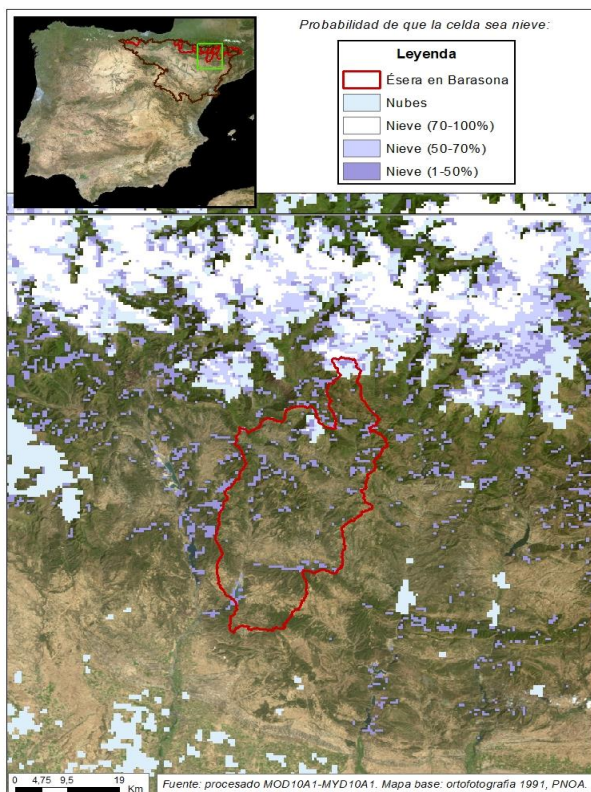 Probabilidad de que la celda sea nieve:
Leyenda
Ésera en Barasona
Nubes
Nieve (70-100%)
Nieve (50-70%)
Nieve (1-50%)
0 4,75 9,5 19
Km
Fuente: procesado MOD10A1-MYD10A1. Mapa base: ortofotografía 1991, PNOA.